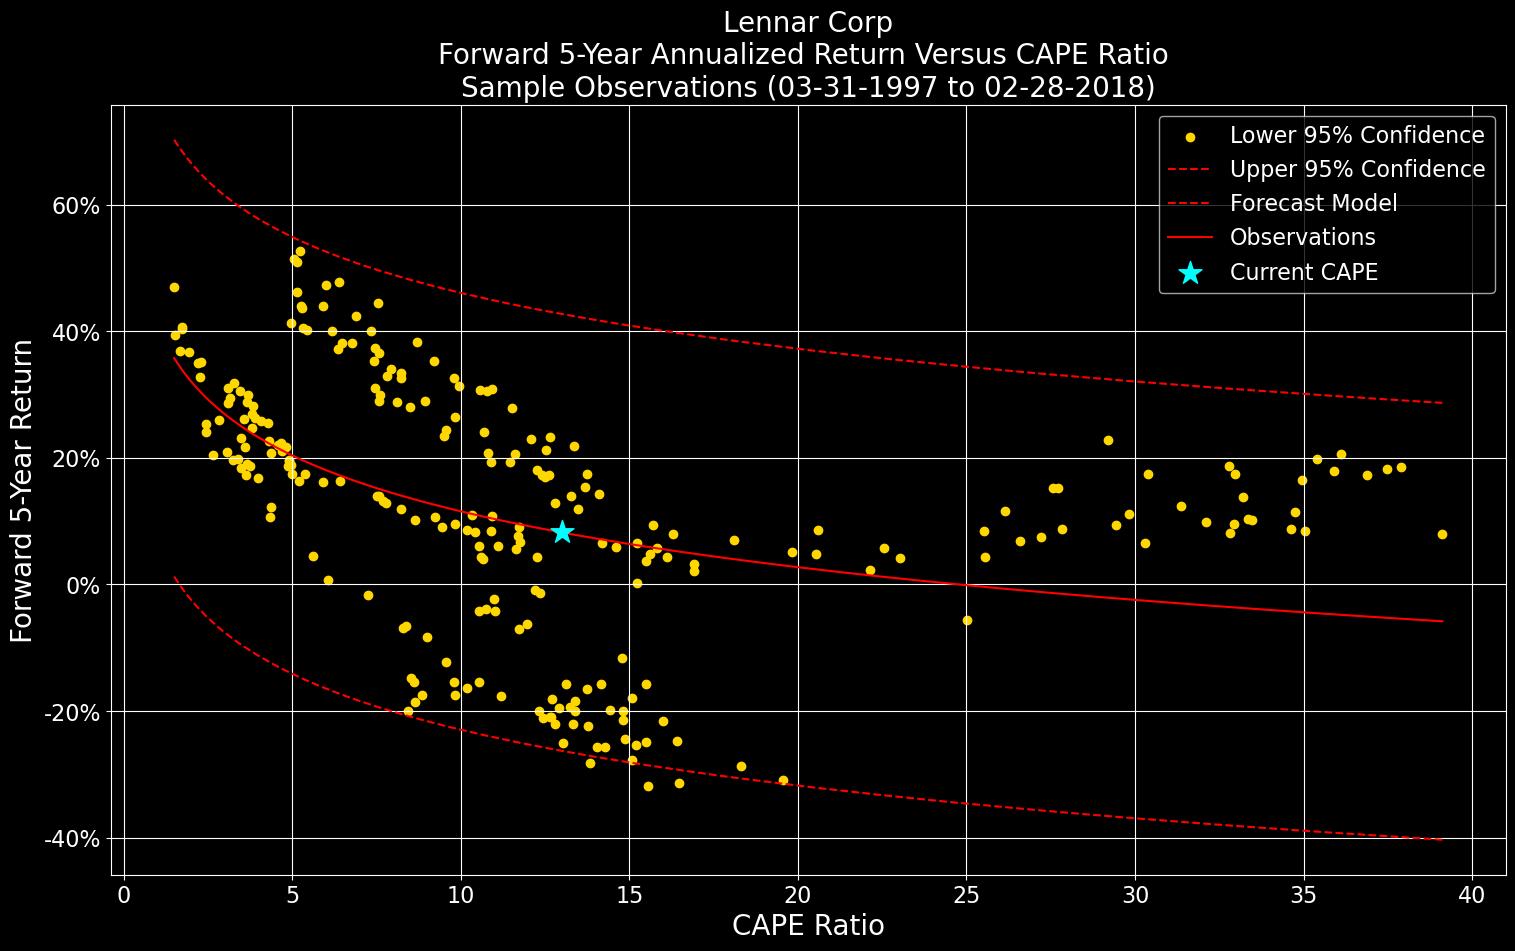 Lennar Corp
Forward 5-Year Annualized Return Versus CAPE Ratio
Sample Observations (03-31-1997 to 02-28-2018)
Lower 95% Confidence
Upper 95% Confidence
Forecast Model
Observations
Current CAPE
Forward 5-Year Return
60%
40%
20%
0%
-20%
-40%
0 5 10 15 20 25 30 35 40
CAPE Ratio